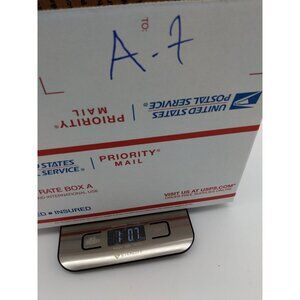 TO:
A-7
UNITED STATES
POSTAL SERVICE®
PRIORITY®
MAIL
STATES
L SERVICE®
PRIORITY®
MAIL
RATE BOX A
VISIT US AT USPS.COM®
ED ■ INSURED